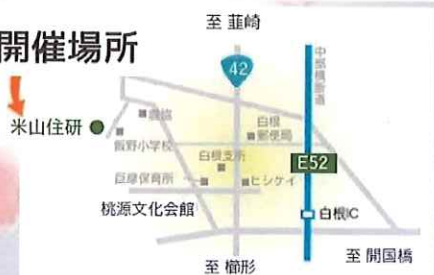 至 韮崎
開催場所
42
中部横断道
米山住研
農協
白根
郵便局
飯野小学校
白根支所
E52
巨摩保育所
ヒシケイ
桃源文化会館
白根IC
至 櫛形
至 開国橋